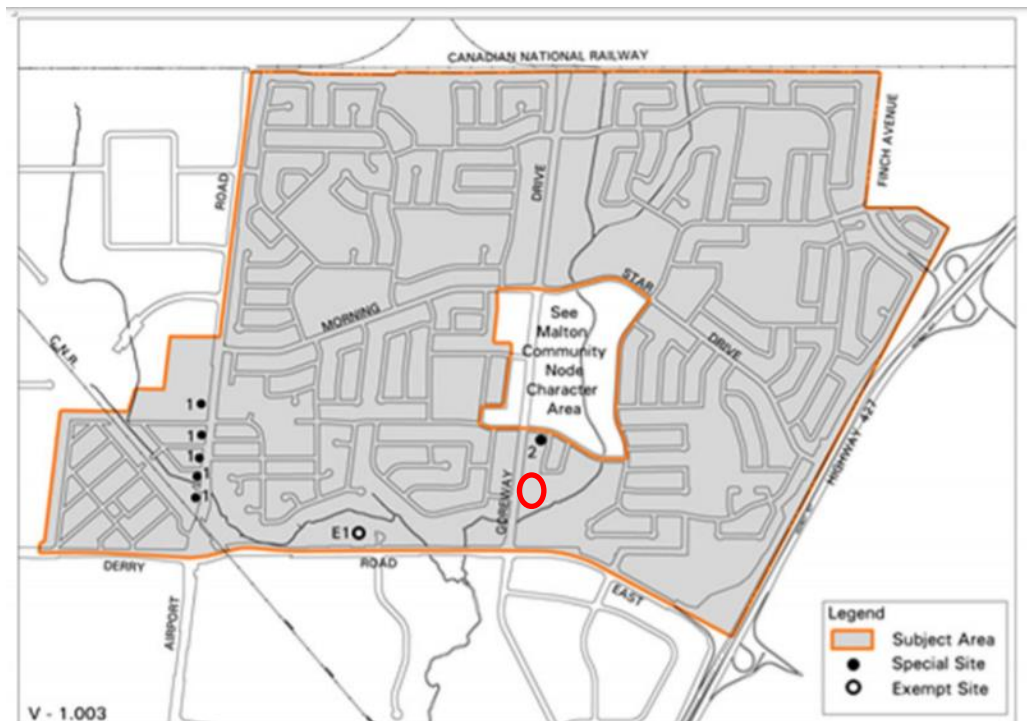 CANADIAN NATIONAL RAILWAY
FINCH AVENUE
ROAD
DRIVE
STAR
MORNING
See
Malton
Community
Node
Character
Area
DRIVE
C.N.R.
1
1
1
1
1
2
HIGHWAY 427
GOREWAY
E1
DERRY
ROAD
EAST
AIRPORT
Legend
Subject Area
Special Site
Exempt Site
V - 1.003